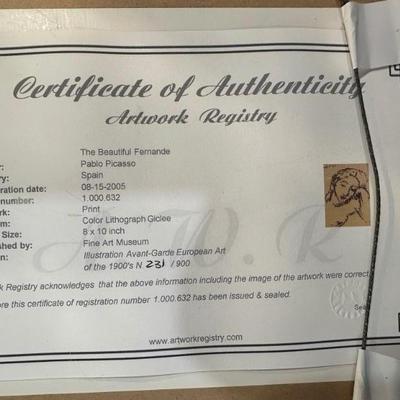 Certificate of Authenticity
Artwork Registry
The Beautiful Fernande
Pablo Picasso
Spain
ration date: 08-15-2005
number: 1.000.632
rk: Print
m: Color Lithograph Giclee
Size: 8 x 10 inch
shed by: Fine Art Museum
n: Illustration Avant-Garde European Art
of the 1900's N 231 / 900
k Registry acknowledges that the above information including the image of the artwork were correct
ore this certificate of registration number 1.000.632 has been issued & sealed.
Sea
www.artworkregistry.com